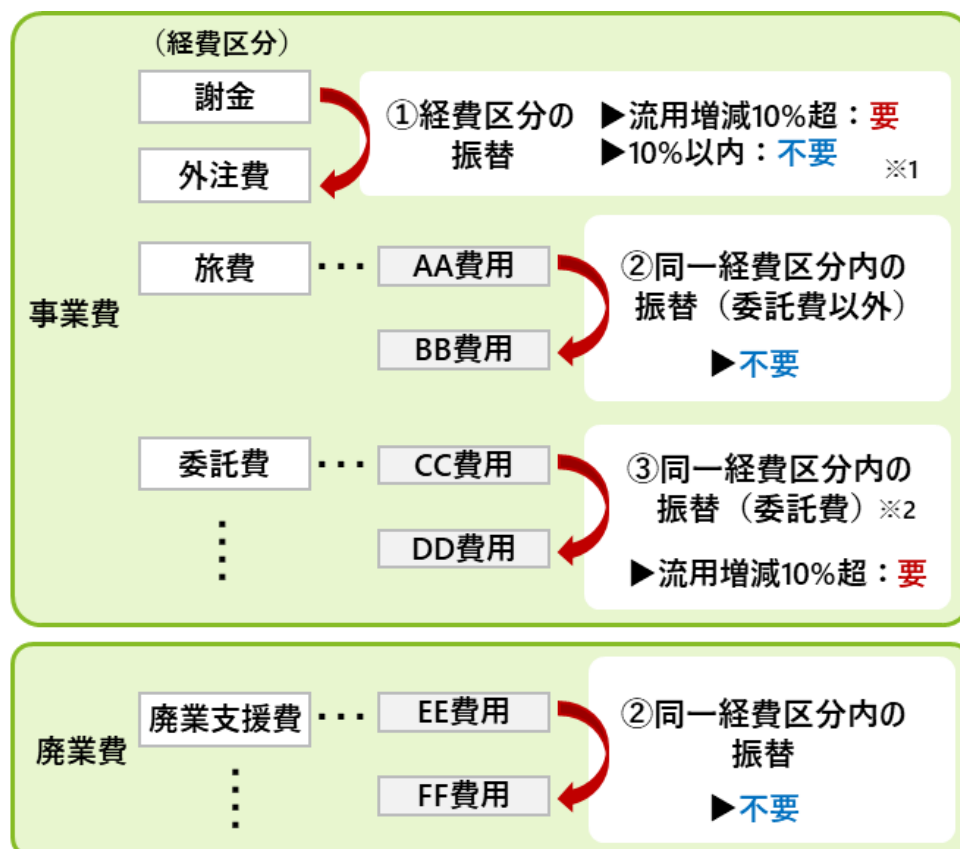 （経費区分）
謝金
外注費
①経費区分の
振替
▶流用増減10%超：要
▶10%以内：不要
※1
事業費
旅費
･･･
AA費用
BB費用
②同一経費区分内の
振替（委託費以外）
▶不要
委託費
･･･
CC費用
DD費用
③同一経費区分内の
振替（委託費）※2
▶流用増減10%超：要
廃業費
廃業支援費
･･･
EE費用
FF費用
②同一経費区分内の
振替
▶不要